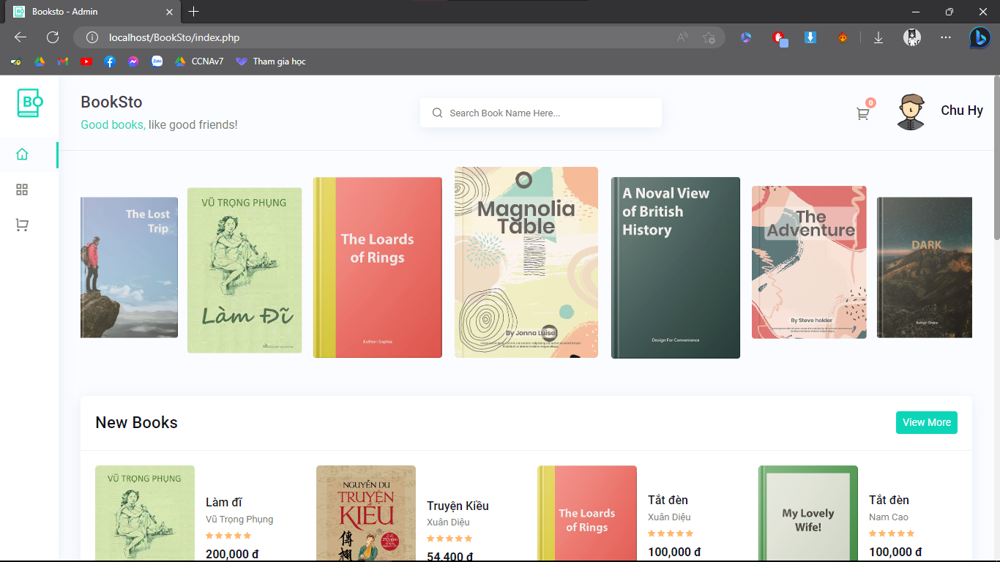 Booksto - Admin
localhost/BookSto/index.php
CCNAv7
Tham gia học
BO
BookSto
Good books, like good friends!
Search Book Name Here...
0
Chu Hy
The Lost
Trip
VŨ TRỌNG PHỤNG
Làm Đĩ
The Loards
of Rings
Author: Sophia
Magnolia
Table
By Jonna Luise
A Noval View
of British
History
Design For Convenience
The
Adventure
By Steve holder
DARK
New Books
View More
VŨ TRỌNG PHỤNG
Làm đĩ
Vũ Trọng Phụng
200,000 đ
NGUYỄN DU
TRUYỆN
KIỀU
Truyện Kiều
Xuân Diệu
54,400 đ
The Loards
of Rings
Tắt đèn
Xuân Diệu
100,000 đ
My Lovely
Wife!
Tắt đèn
Nam Cao
100,000 đ